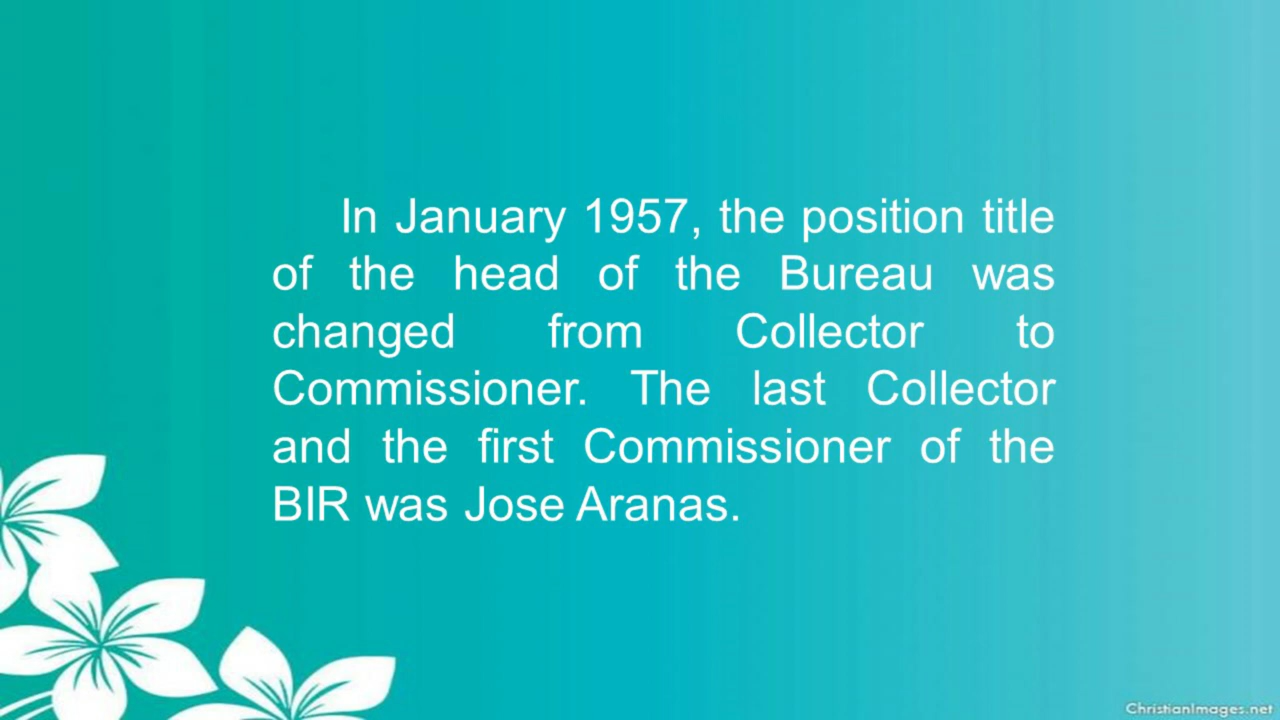 In January 1957, the position title
of the head of the Bureau was
changed from Collector to
Commissioner. The last Collector
and the first Commissioner of the
BIR was Jose Aranas.
ChristianImages.net